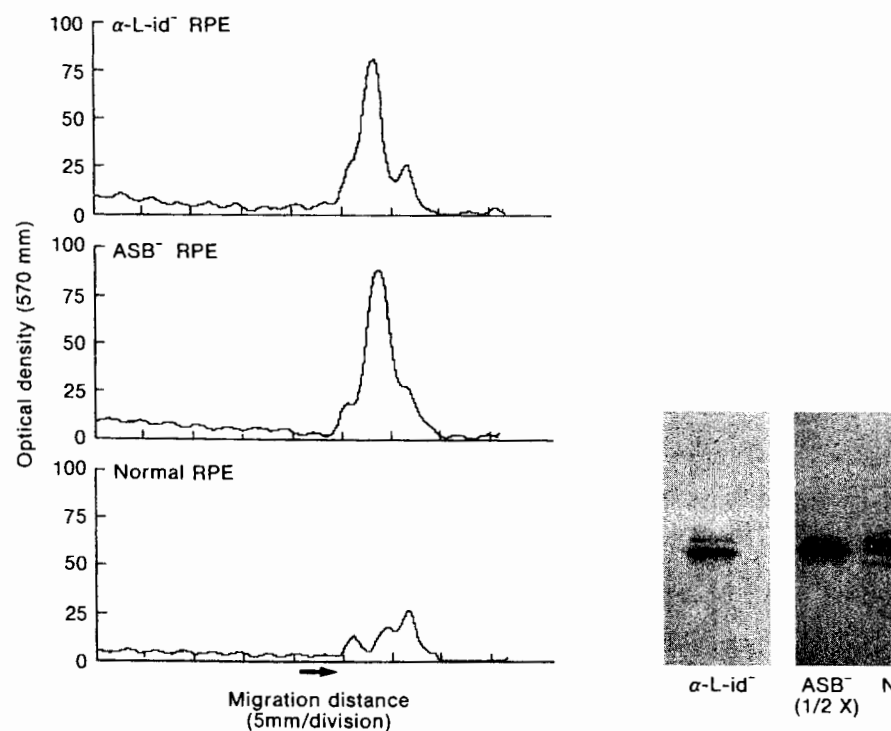 100
α-L-id⁻ RPE
75
50
25
0
100
ASB⁻ RPE
75
50
25
0
100
Normal RPE
75
50
25
0
Optical density (570 mm)
Migration distance
(5mm/division)
α-L-id⁻
ASB⁻
(1/2 X)
N